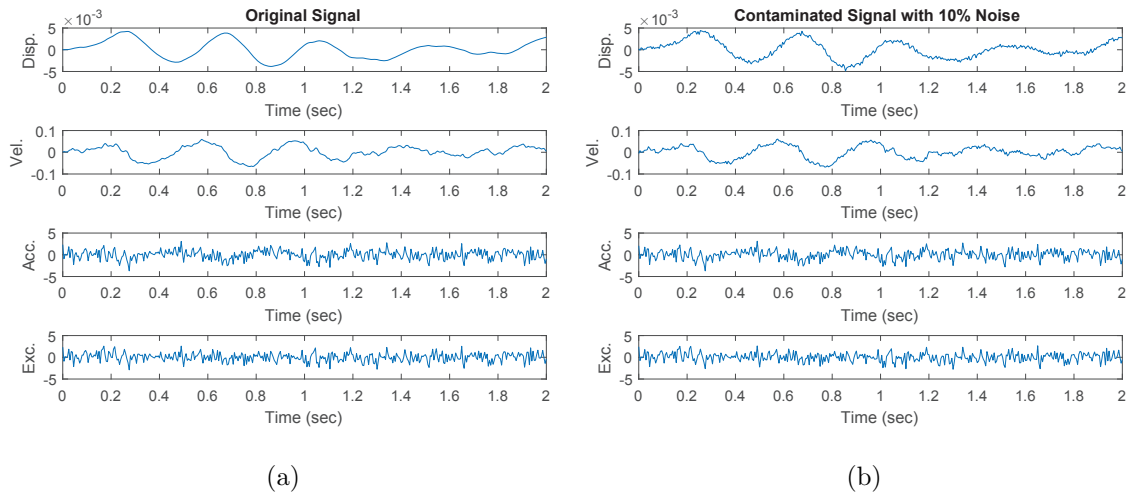 Original Signal
× 10^-3
Disp.
5
0
-5
0 0.2 0.4 0.6 0.8 1 1.2 1.4 1.6 1.8 2
Time (sec)
Vel.
0.1
0
-0.1
0 0.2 0.4 0.6 0.8 1 1.2 1.4 1.6 1.8 2
Time (sec)
Acc.
5
0
-5
0 0.2 0.4 0.6 0.8 1 1.2 1.4 1.6 1.8 2
Time (sec)
Exc.
5
0
-5
0 0.2 0.4 0.6 0.8 1 1.2 1.4 1.6 1.8 2
Time (sec)
(a)
Contaminated Signal with 10% Noise
× 10^-3
Disp.
5
0
-5
0 0.2 0.4 0.6 0.8 1 1.2 1.4 1.6 1.8 2
Time (sec)
Vel.
0.1
0
-0.1
0 0.2 0.4 0.6 0.8 1 1.2 1.4 1.6 1.8 2
Time (sec)
Acc.
5
0
-5
0 0.2 0.4 0.6 0.8 1 1.2 1.4 1.6 1.8 2
Time (sec)
Exc.
5
0
-5
0 0.2 0.4 0.6 0.8 1 1.2 1.4 1.6 1.8 2
Time (sec)
(b)